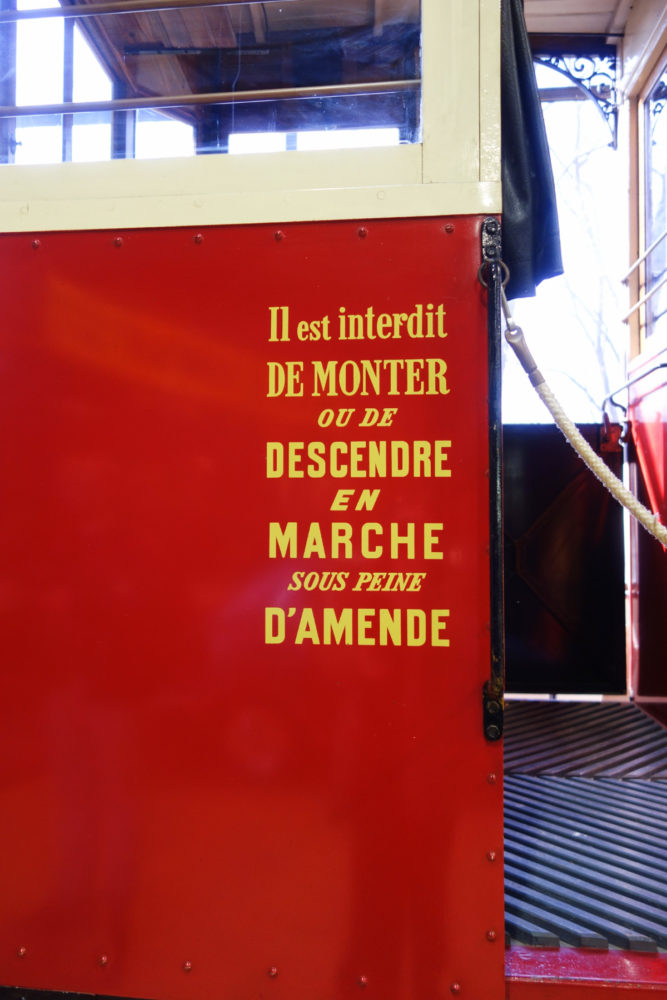 Il est interdit
DE MONTER
OU DE
DESCENDRE
EN
MARCHE
SOUS PEINE
D'AMENDE